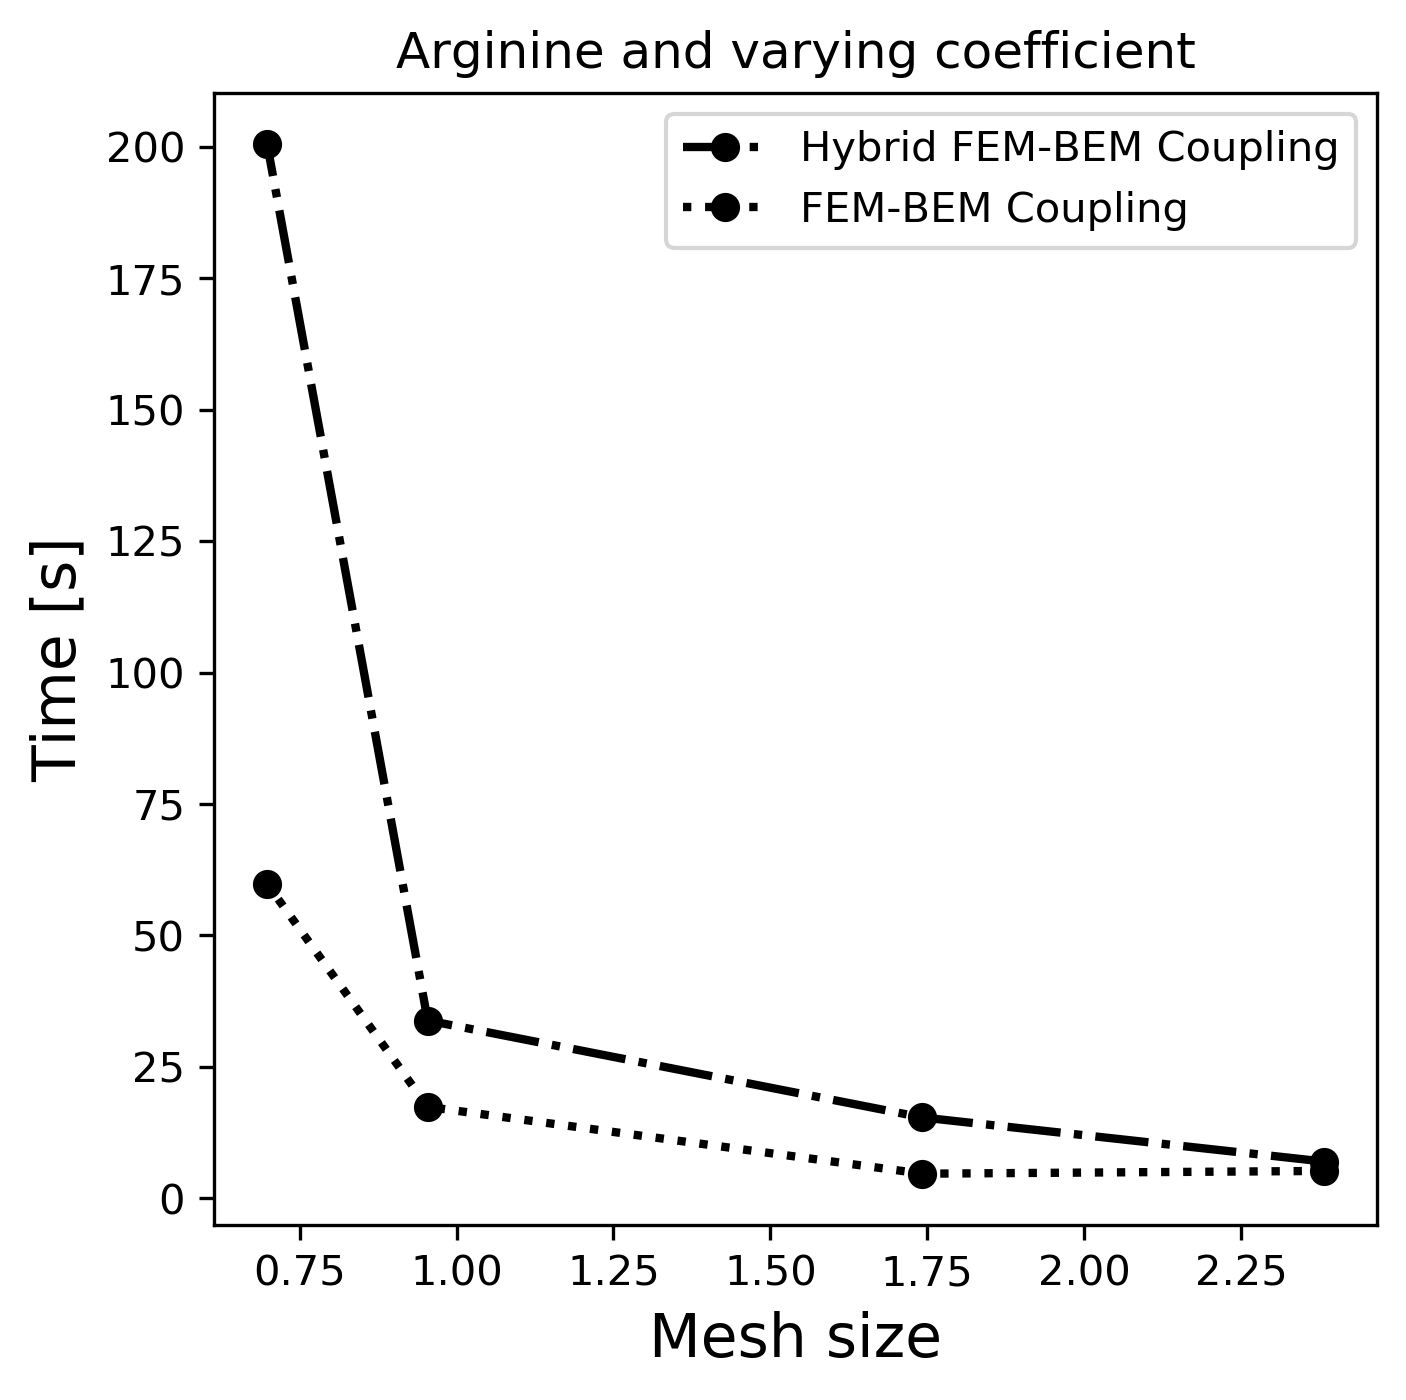 Arginine and varying coefficient
Hybrid FEM-BEM Coupling
FEM-BEM Coupling
Time [s]
200
175
150
125
100
75
50
25
0
0.75 1.00 1.25 1.50 1.75 2.00 2.25
Mesh size